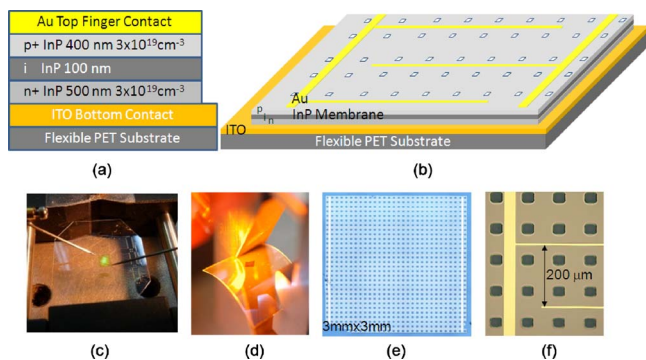 Au Top Finger Contact
p+ InP 400 nm 3x10¹⁹cm⁻³
i InP 100 nm
n+ InP 500 nm 3x10¹⁹cm⁻³
ITO Bottom Contact
Flexible PET Substrate
(a)
Au
p
i
n
InP Membrane
ITO
Flexible PET Substrate
(b)
(c)
(d)
3mmx3mm
(e)
200 μm
(f)